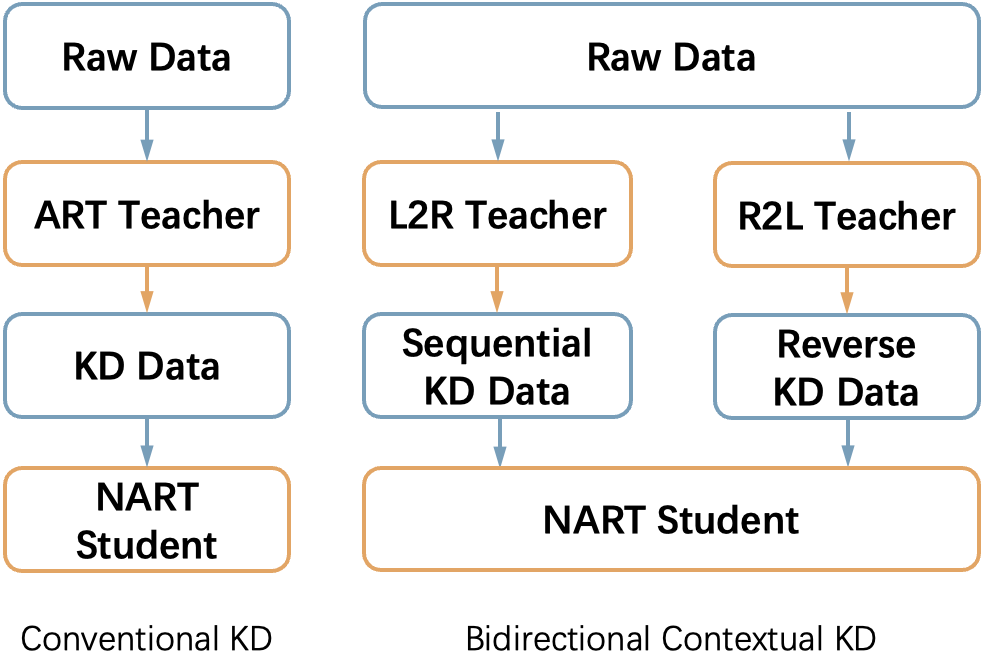 Raw Data
ART Teacher
KD Data
NART
Student
Conventional KD
Raw Data
L2R Teacher
R2L Teacher
Sequential
KD Data
Reverse
KD Data
NART Student
Bidirectional Contextual KD